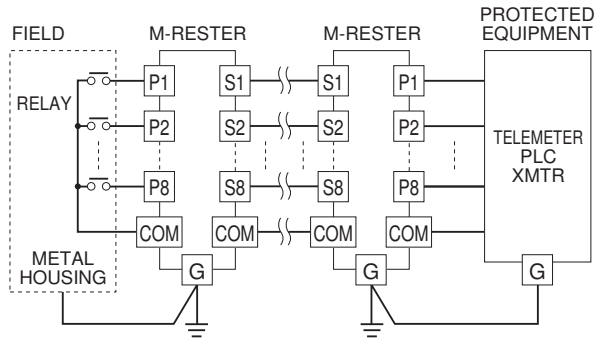 FIELD
M-RESTER
M-RESTER
PROTECTED
EQUIPMENT
RELAY
P1
S1
S1
P1
P2
S2
S2
P2
P8
S8
S8
P8
COM
COM
COM
COM
TELEMETER
PLC
XMTR
METAL
HOUSING
G
G
G